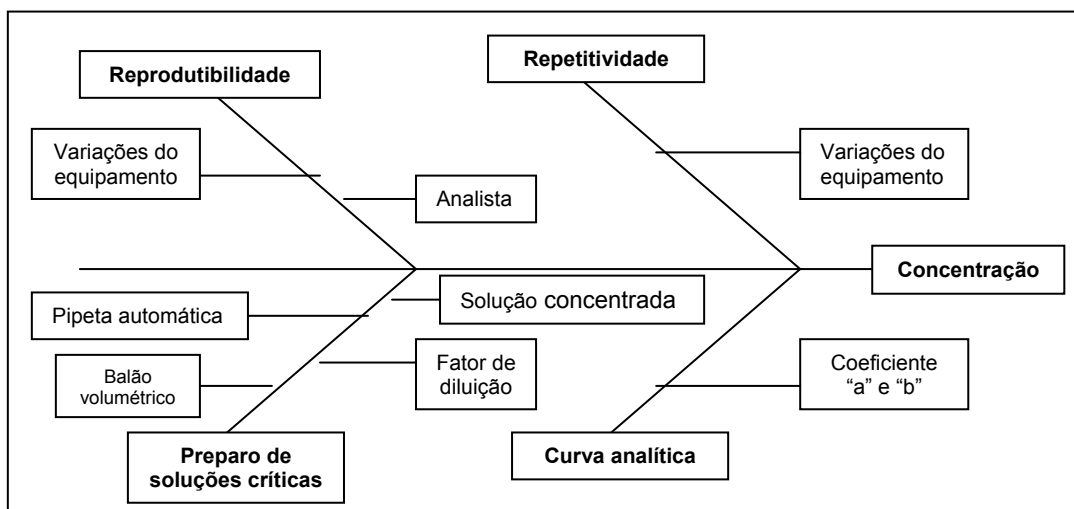 Reprodutibilidade
Repetitividade
Variações do
equipamento
Analista
Variações do
equipamento
Concentração
Solução concentrada
Pipeta automática
Balão
volumétrico
Fator de
diluição
Coeficiente
“a” e “b”
Preparo de
soluções críticas
Curva analítica